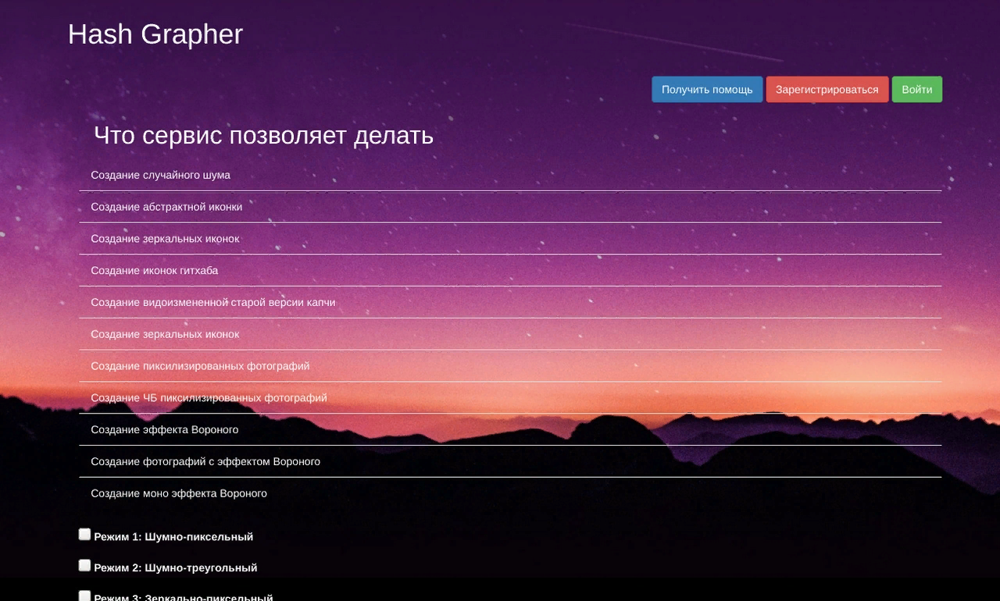 Hash Grapher
Получить помощь Зарегистрироваться Войти
Что сервис позволяет делать
Создание случайного шума
Создание абстрактной иконки
Создание зеркальных иконок
Создание иконок гитхаба
Создание видоизмененной старой версии капчи
Создание зеркальных иконок
Создание пиксилизированных фотографий
Создание ЧБ пиксилизированных фотографий
Создание эффекта Вороного
Создание фотографий с эффектом Вороного
Создание моно эффекта Вороного
Режим 1: Шумно-пиксельный
Режим 2: Шумно-треугольный
Режим 3: Зеркально-пиксельный